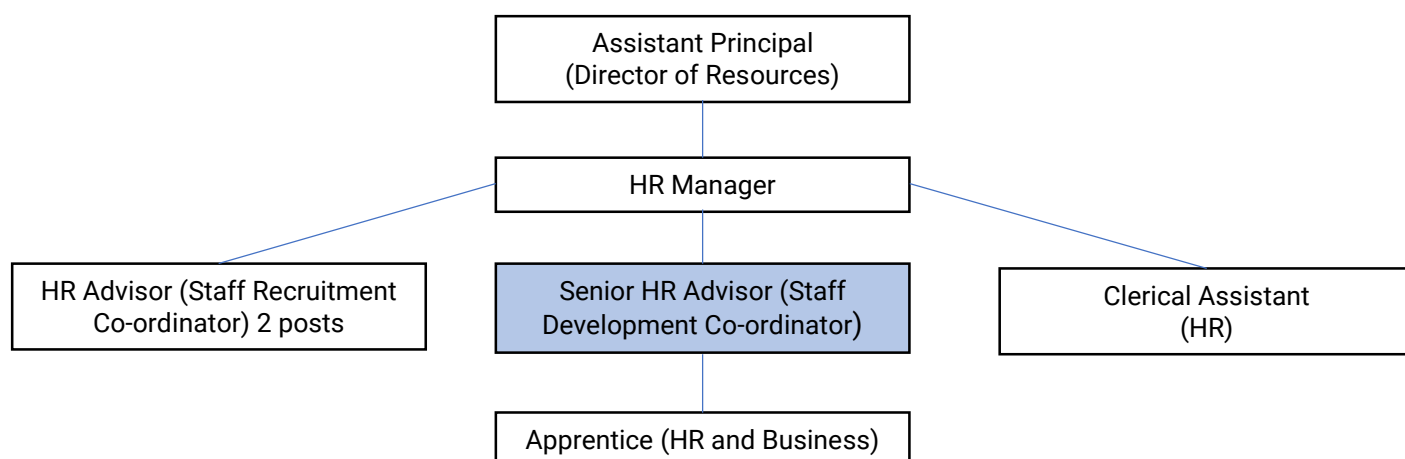 Assistant Principal
(Director of Resources)
HR Manager
HR Advisor (Staff Recruitment
Co-ordinator) 2 posts
Senior HR Advisor (Staff
Development Co-ordinator)
Clerical Assistant
(HR)
Apprentice (HR and Business)